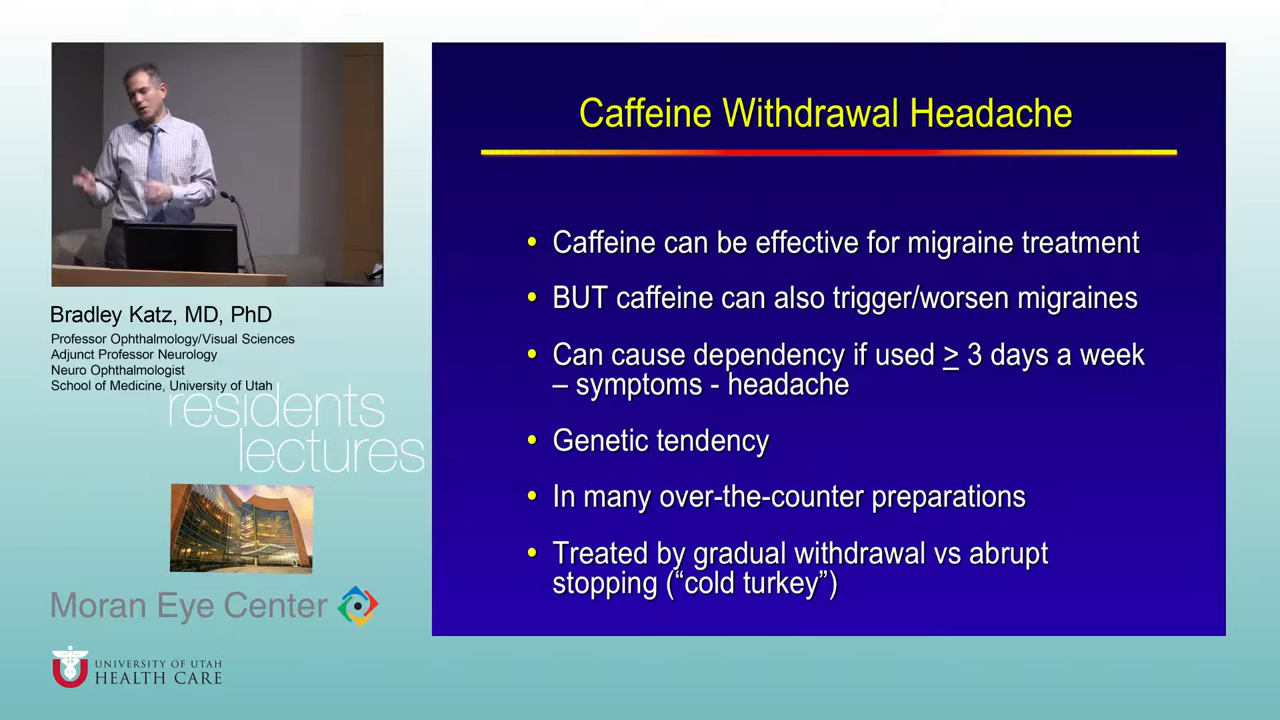 Caffeine Withdrawal Headache
• Caffeine can be effective for migraine treatment
• BUT caffeine can also trigger/worsen migraines
• Can cause dependency if used ≥ 3 days a week
– symptoms - headache
• Genetic tendency
• In many over-the-counter preparations
• Treated by gradual withdrawal vs abrupt
stopping (“cold turkey”)
Bradley Katz, MD, PhD
Professor Ophthalmology/Visual Sciences
Adjunct Professor Neurology
Neuro Ophthalmologist
School of Medicine, University of Utah
residents
lectures
Moran Eye Center
UNIVERSITY OF UTAH
HEALTH CARE